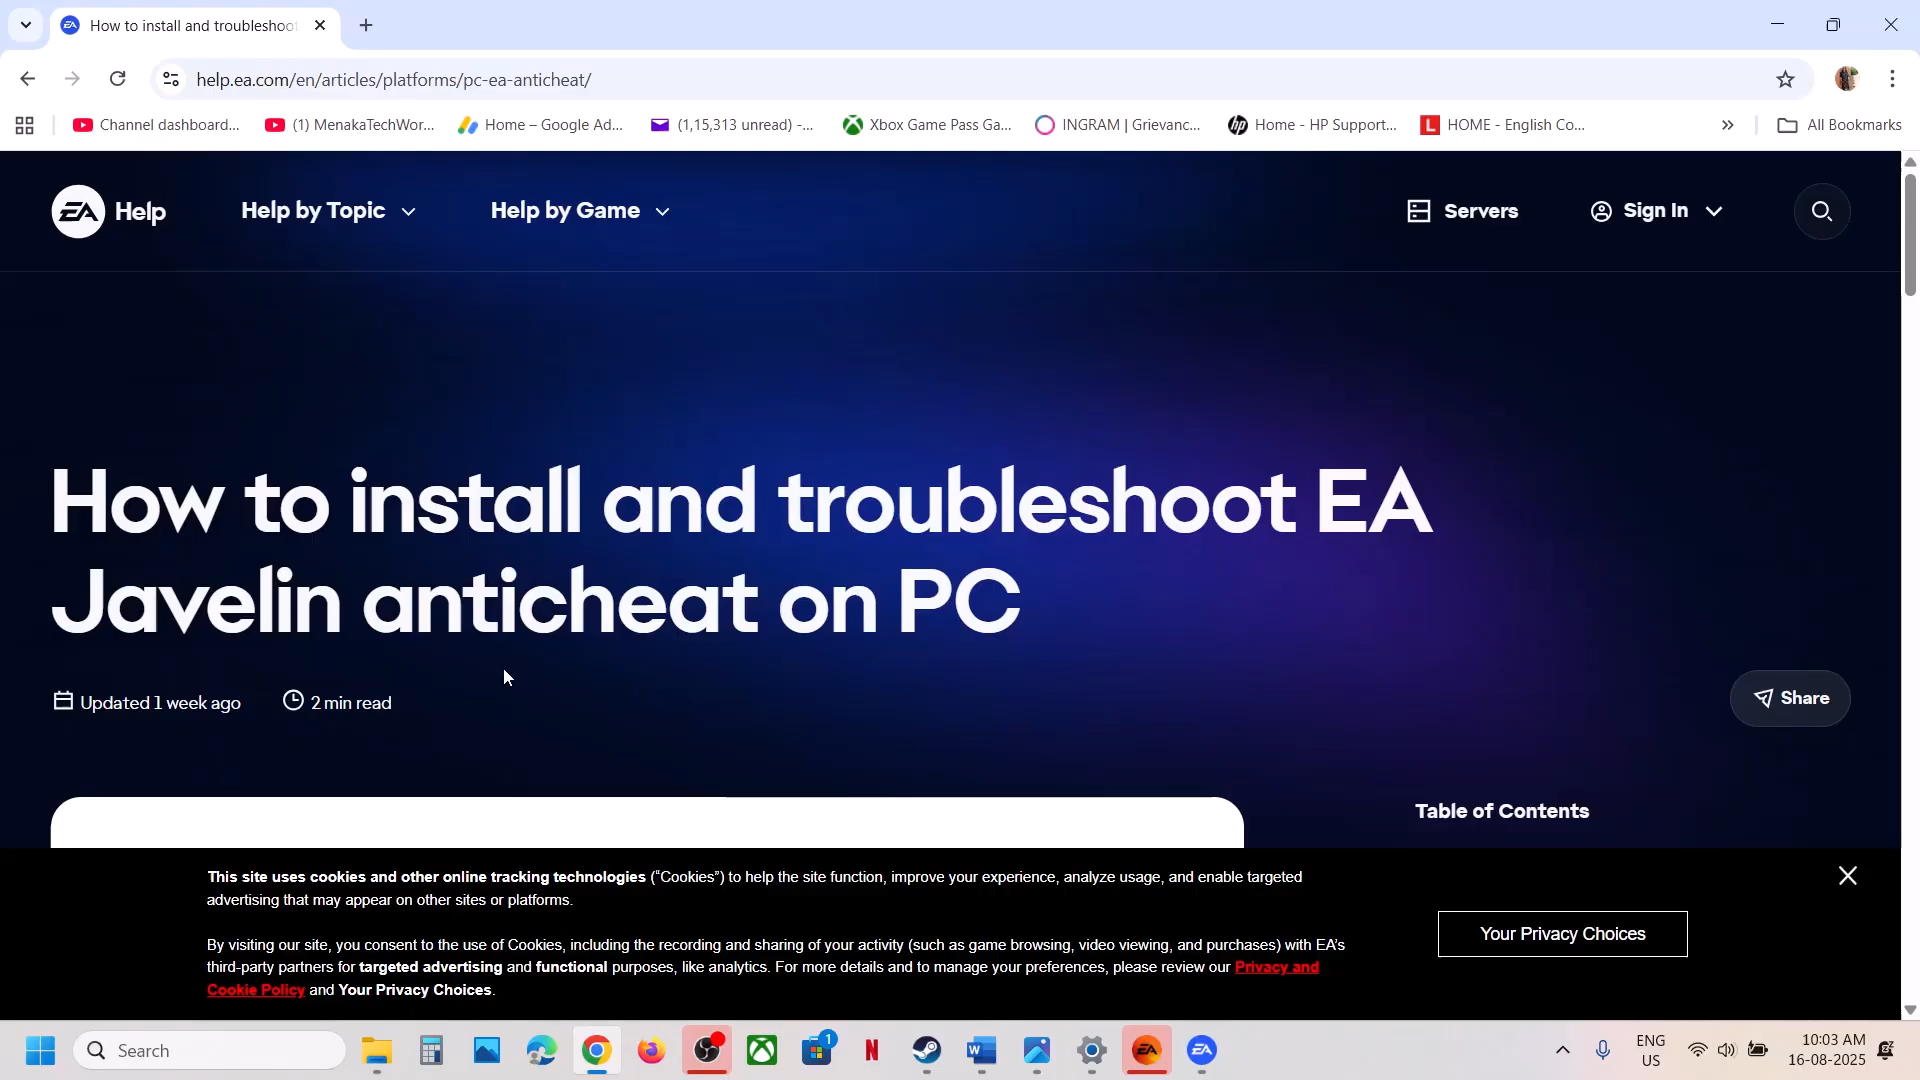 How to install and troubleshoot
help.ea.com/en/articles/platforms/pc-ea-anticheat/
Channel dashboard...
(1) MenakaTechWor...
Home – Google Ad...
(1,15,313 unread) -...
Xbox Game Pass Ga...
INGRAM | Grievanc...
Home - HP Support...
HOME - English Co...
All Bookmarks
EA Help
Help by Topic
Help by Game
Servers
Sign In
How to install and troubleshoot EA
Javelin anticheat on PC
Updated 1 week ago
2 min read
Share
Table of Contents
This site uses cookies and other online tracking technologies (“Cookies”) to help the site function, improve your experience, analyze usage, and enable targeted
advertising that may appear on other sites or platforms.
By visiting our site, you consent to the use of Cookies, including the recording and sharing of your activity (such as game browsing, video viewing, and purchases) with EA’s
third-party partners for targeted advertising and functional purposes, like analytics. For more details and to manage your preferences, please review our Privacy and
Cookie Policy and Your Privacy Choices.
Your Privacy Choices
Search
1
ENG
US
10:03 AM
16-08-2025